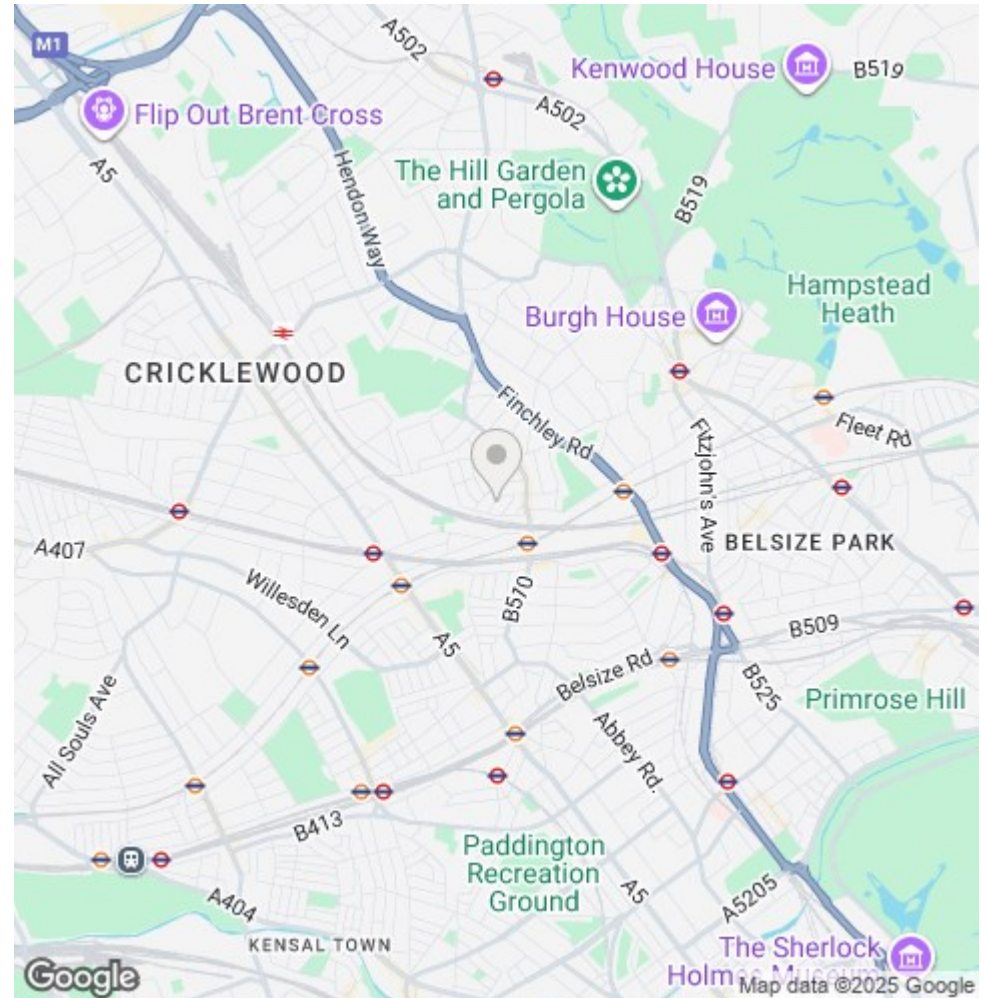 M1
A502
Kenwood House
B519
Flip Out Brent Cross
A502
A5
Hendon Way
The Hill Garden
and Pergola
B519
Hampstead
Heath
Burgh House
CRICKLEWOOD
Finchley Rd
Fitzjohn's Ave
Fleet Rd
A407
BELSIZE PARK
Willesden Ln
B570
A5
B509
Belsize Rd
B525
Primrose Hill
All Souls Ave
Abbey Rd.
B413
Paddington
Recreation
Ground
A5
A5205
A404
KENSAL TOWN
The Sherlock
Holmes Museum
Google
Map data ©2025 Google